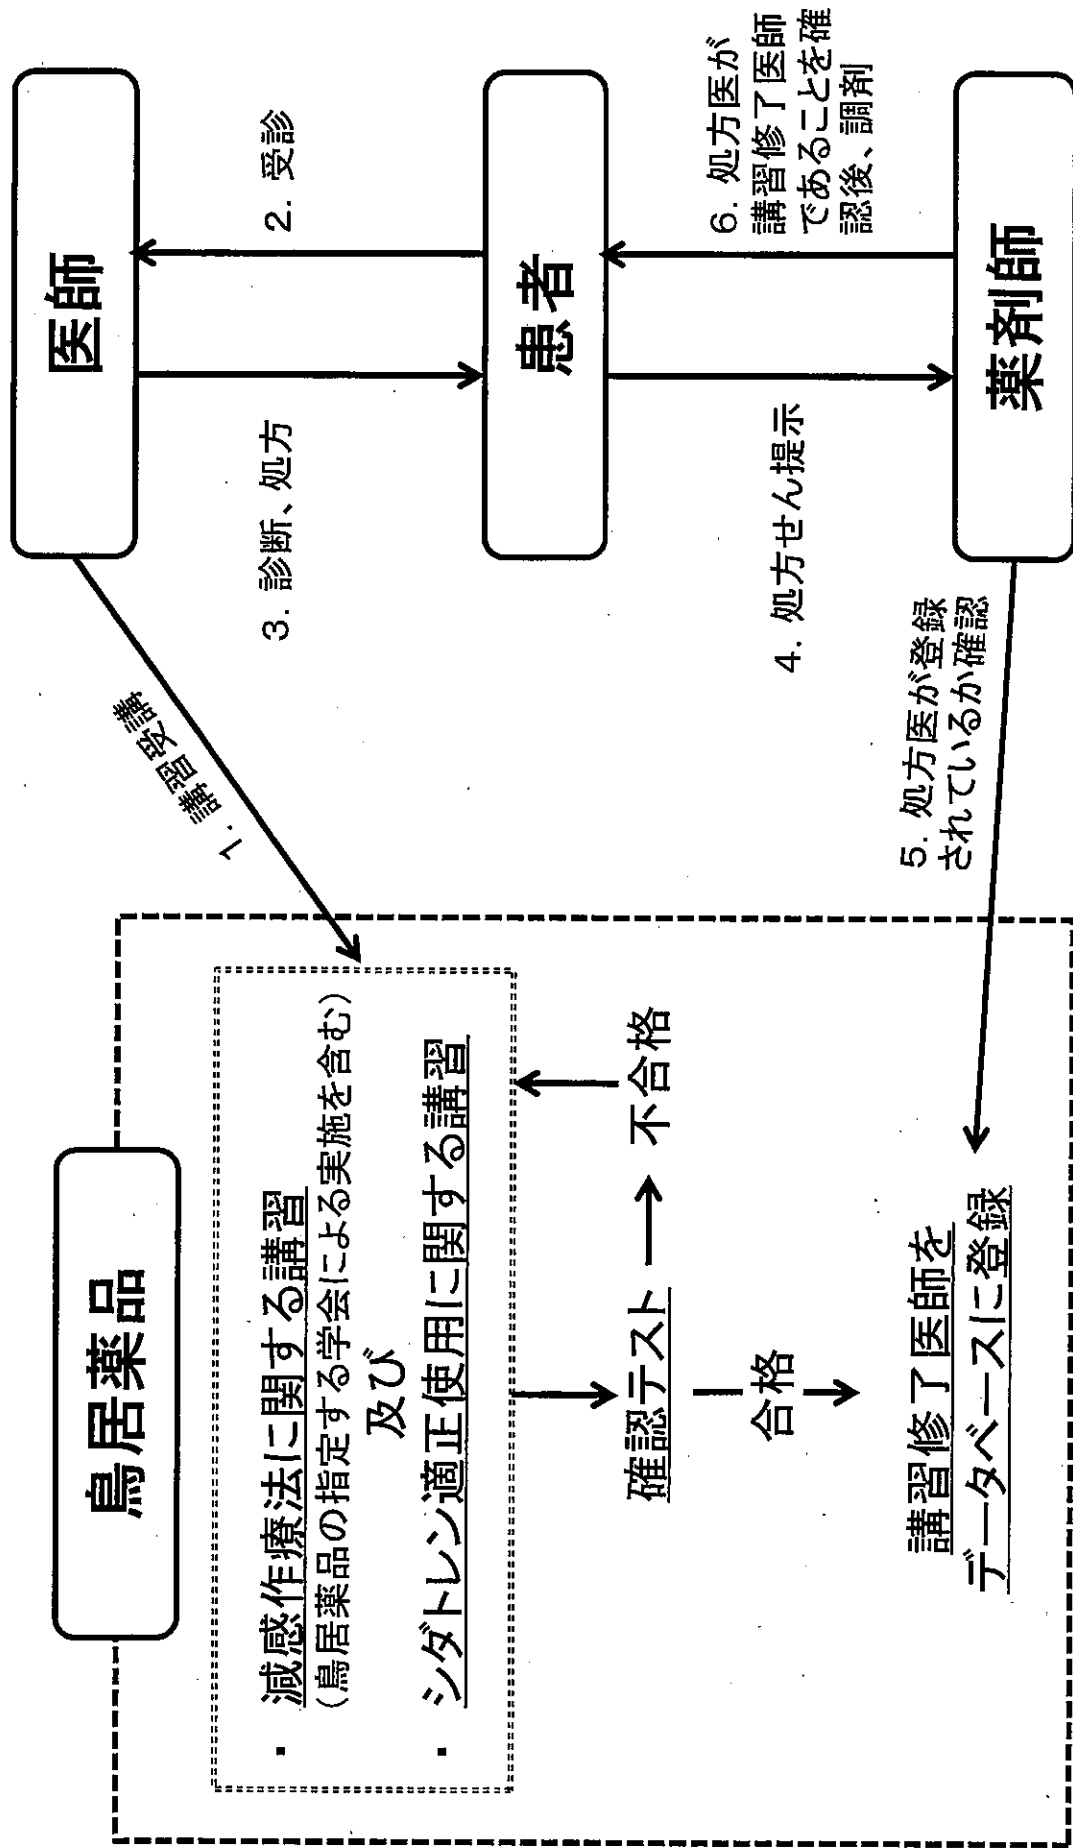 鳥居薬品
・ 減感作療法に関する講習
(鳥居薬品の指定する学会による実施を含む)
及び
・ シダトレン適正使用に関する講習
確認テスト
不合格
合格
講習修了医師を
データベースに登録
1. 講習受講
医師
2. 受診
3. 診断、処方
患者
4. 処方せん提示
5. 処方医が登録
されているか確認
6. 処方医が
講習修了医師
であることを確
認後、調剤
薬剤師